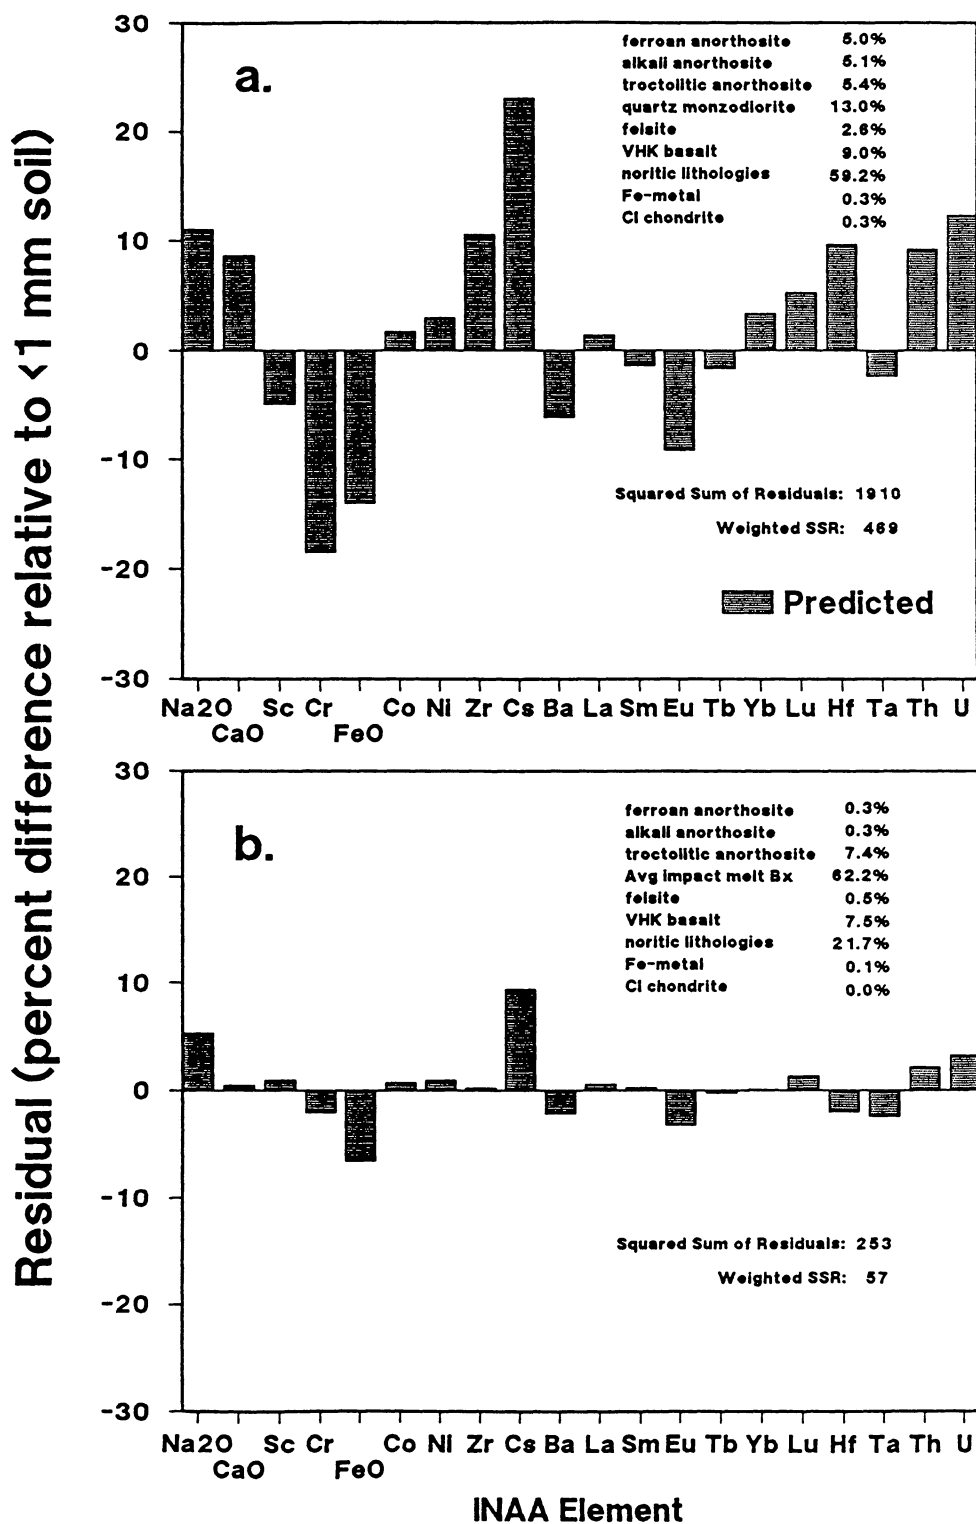 Residual (percent difference relative to <1 mm soil)
30
20
10
0
-10
-20
-30
a.
ferroan anorthosite 5.0%
alkali anorthosite 5.1%
troctolitic anorthosite 5.4%
quartz monzodiorite 13.0%
felsite 2.6%
VHK basalt 9.0%
noritic lithologies 59.2%
Fe-metal 0.3%
CI chondrite 0.3%
Squared Sum of Residuals: 1910
Weighted SSR: 469
Predicted
Na2O Sc Cr Co Ni Zr Cs Ba La Sm Eu Tb Yb Lu Hf Ta Th U
CaO FeO
30
20
10
0
-10
-20
-30
b.
ferroan anorthosite 0.3%
alkali anorthosite 0.3%
troctolitic anorthosite 7.4%
Avg impact melt Bx 62.2%
felsite 0.5%
VHK basalt 7.5%
noritic lithologies 21.7%
Fe-metal 0.1%
CI chondrite 0.0%
Squared Sum of Residuals: 253
Weighted SSR: 57
Na2O Sc Cr Co Ni Zr Cs Ba La Sm Eu Tb Yb Lu Hf Ta Th U
CaO FeO
INAA Element